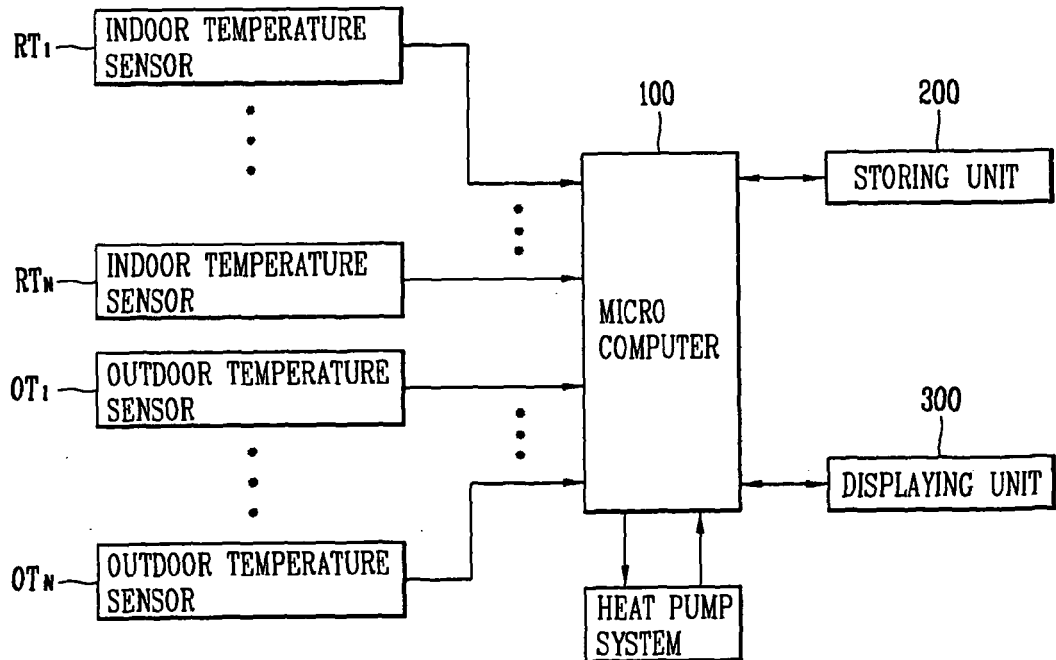 RT1
INDOOR TEMPERATURE
SENSOR
100
200
STORING UNIT
RTN
INDOOR TEMPERATURE
SENSOR
MICRO
COMPUTER
OT1
OUTDOOR TEMPERATURE
SENSOR
300
DISPLAYING UNIT
OTN
OUTDOOR TEMPERATURE
SENSOR
HEAT PUMP
SYSTEM